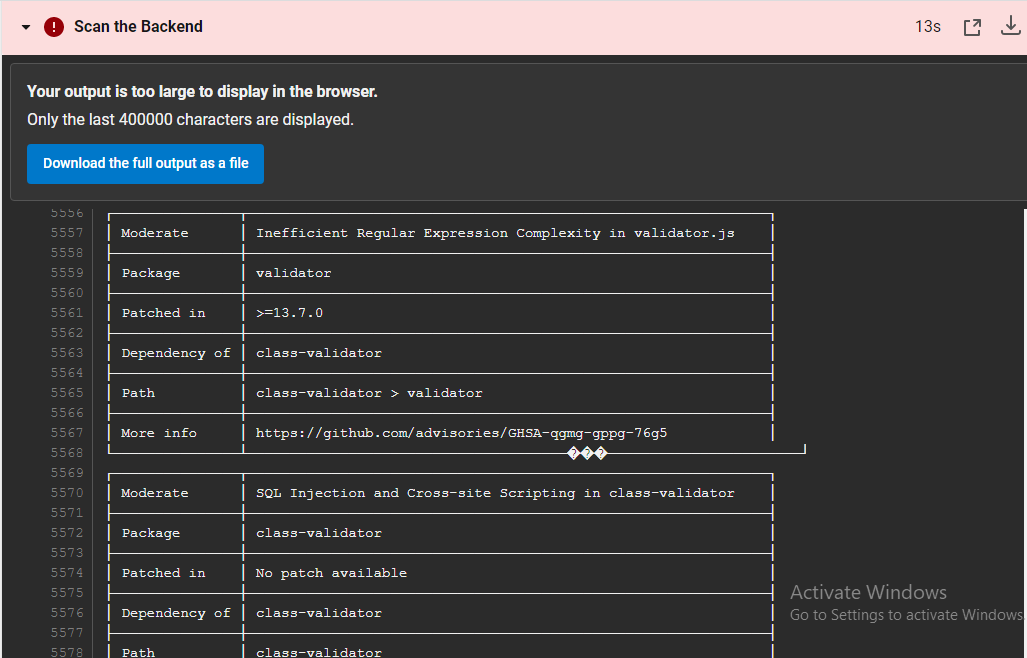 Scan the Backend 13s
Your output is too large to display in the browser.
Only the last 400000 characters are displayed.
Download the full output as a file
5556
5557 Moderate Inefficient Regular Expression Complexity in validator.js
5558
5559 Package validator
5560
5561 Patched in >=13.7.0
5562
5563 Dependency of class-validator
5564
5565 Path class-validator > validator
5566
5567 More info https://github.com/advisories/GHSA-qgmg-gppg-76g5
5568 ���
5569
5570 Moderate SQL Injection and Cross-site Scripting in class-validator
5571
5572 Package class-validator
5573
5574 Patched in No patch available
5575
5576 Dependency of class-validator
5577
5578 Path class-validator
Activate Windows
Go to Settings to activate Windows.